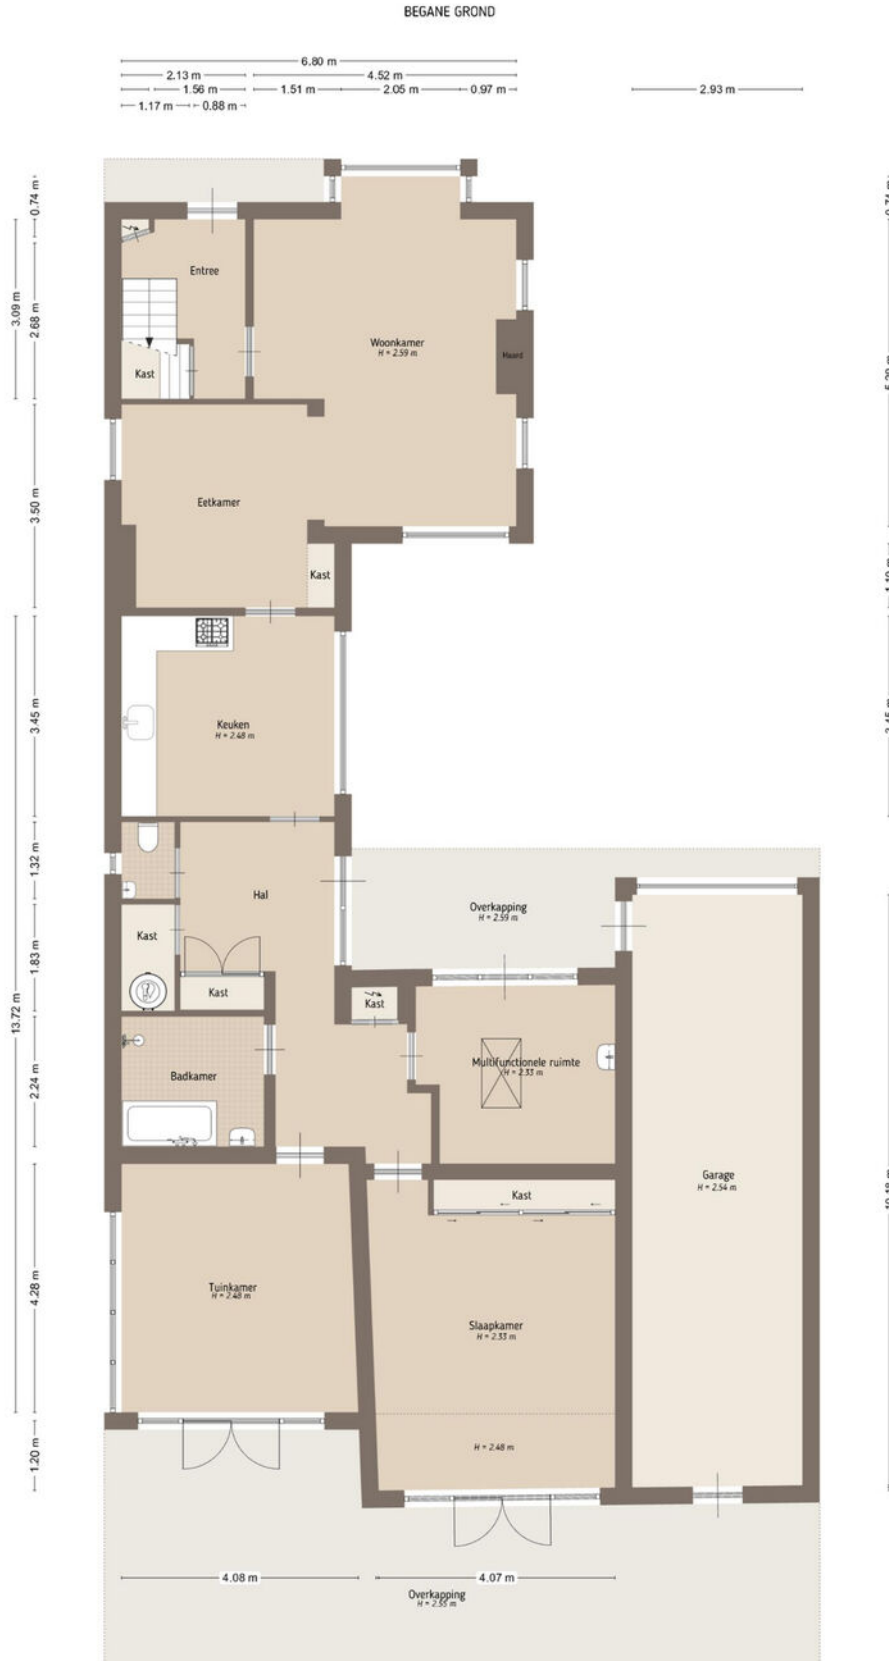 BEGANE GROND
6.80 m
2.13 m
4.52 m
1.56 m
1.51 m
2.05 m
0.97 m
2.93 m
1.17 m
0.88 m
0.74 m
3.09 m
2.68 m
Entree
Kast
Woonkamer
H = 2.59 m
Haard
3.50 m
Eetkamer
Kast
3.45 m
Keuken
H = 2.48 m
13.72 m
1.32 m
Hal
Overkapping
H = 2.59 m
1.83 m
Kast
Kast
Kast
2.24 m
Badkamer
Multifunctionele ruimte
H = 2.33 m
Garage
H = 2.54 m
Kast
4.28 m
Tuinkamer
H = 2.48 m
Slaapkamer
H = 2.33 m
1.20 m
H = 2.48 m
4.08 m
4.07 m
Overkapping
H = 2.55 m